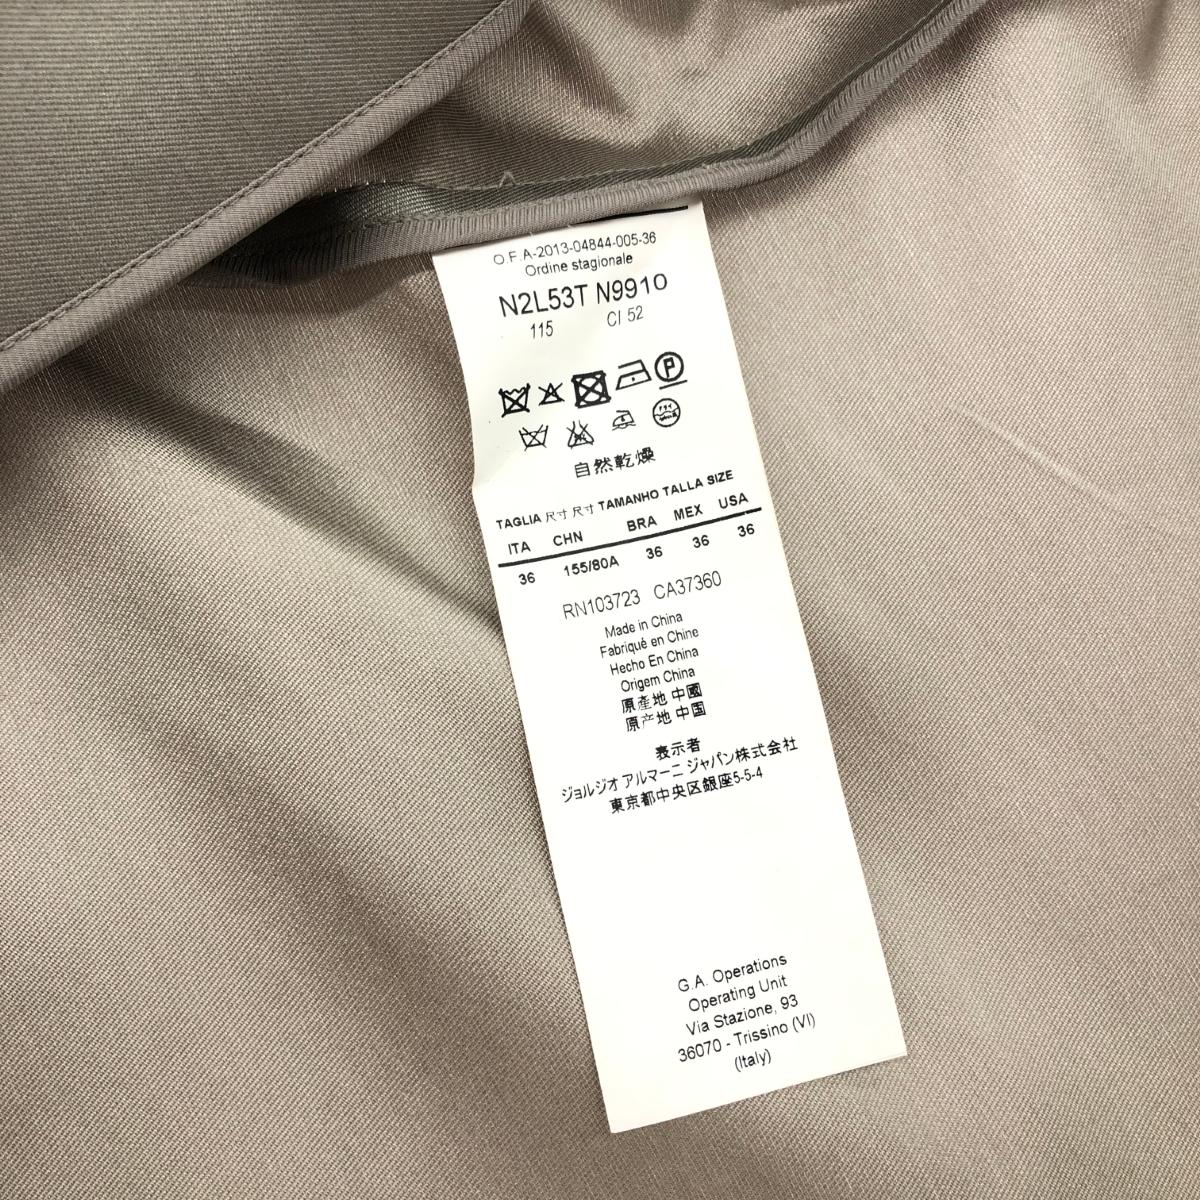 O.F.A-2013-04844-005-36
Ordine stagionale
N2L53T N9910
115 CI 52
P
自然乾燥
TAGLIA 尺寸 尺寸 TAMANHO TALLA SIZE
ITA CHN BRA MEX USA
36 155/80A 36 36 36
RN103723 CA37360
Made in China
Fabriqué en Chine
Hecho En China
Origem China
原產地 中國
原产地 中国
表示者
ジョルジオ アルマーニ ジャパン株式会社
東京都中央区銀座5-5-4
G.A. Operations
Operating Unit
Via Stazione, 93
36070 - Trissino (VI)
(Italy)